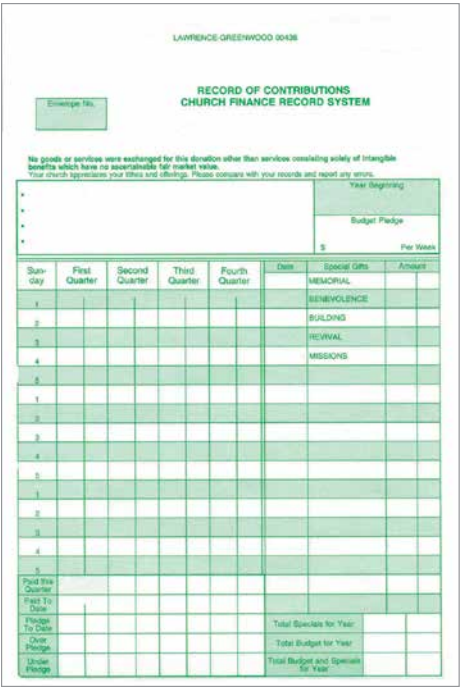 LAWRENCE-GREENWOOD 00436
RECORD OF CONTRIBUTIONS
CHURCH FINANCE RECORD SYSTEM
Envelope No.
No goods or services were exchanged for this donation other than services consisting solely of intangible
benefits which have no ascertainable fair market value.
Your church appreciates your tithes and offerings. Please compare with your records and report any errors.
Year Beginning
Budget Pledge
$ Per Week
Sun-day First Quarter Second Quarter Third Quarter Fourth Quarter Date Special Gifts Amount
MEMORIAL
1 BENEVOLENCE
2 BUILDING
3 REVIVAL
4 MISSIONS
5
1
2
3
4
5
1
2
3
4
5
Paid this Quarter
Paid To Date
Pledge To Date Total Specials for Year
Over Pledge Total Budget for Year
Under Pledge Total Budget and Specials for Year